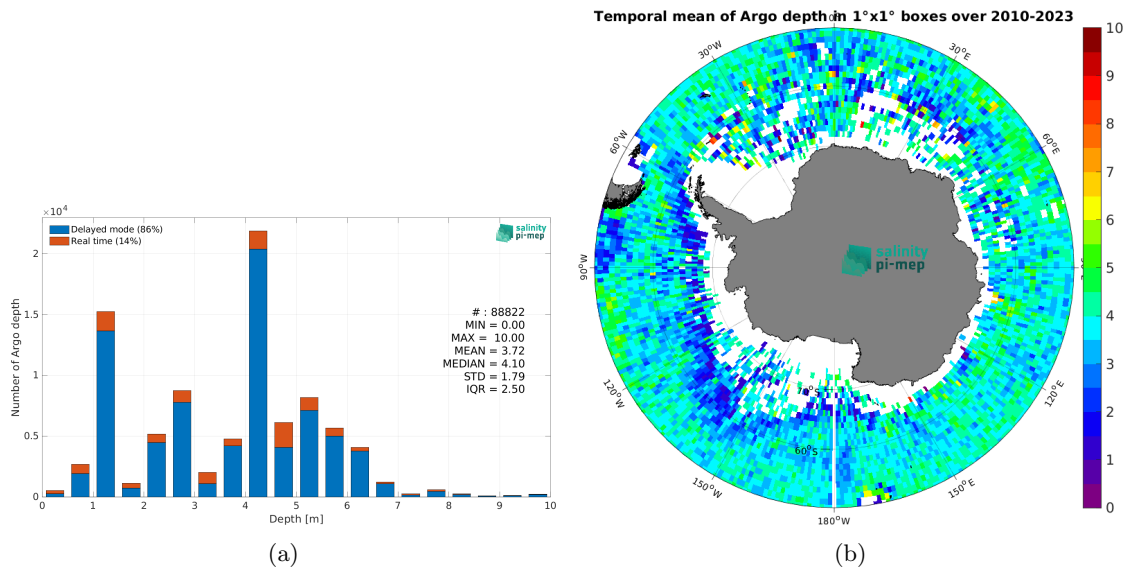 ×10⁴
Delayed mode (86%)
Real time (14%)
salinity
pi-mep
2
1.5
1
0.5
0
# : 88822
MIN = 0.00
MAX = 10.00
MEAN = 3.72
MEDIAN = 4.10
STD = 1.79
IQR = 2.50
Number of Argo depth
0 1 2 3 4 5 6 7 8 9 10
Depth [m]
(a)
Temporal mean of Argo depth in 1°x1° boxes over 2010-2023
30°W
30°E
60°W
60°E
90°W
120°W
120°E
150°W
150°E
180°W
60°S
salinity
pi-mep
10
9
8
7
6
5
4
3
2
1
0
(b)